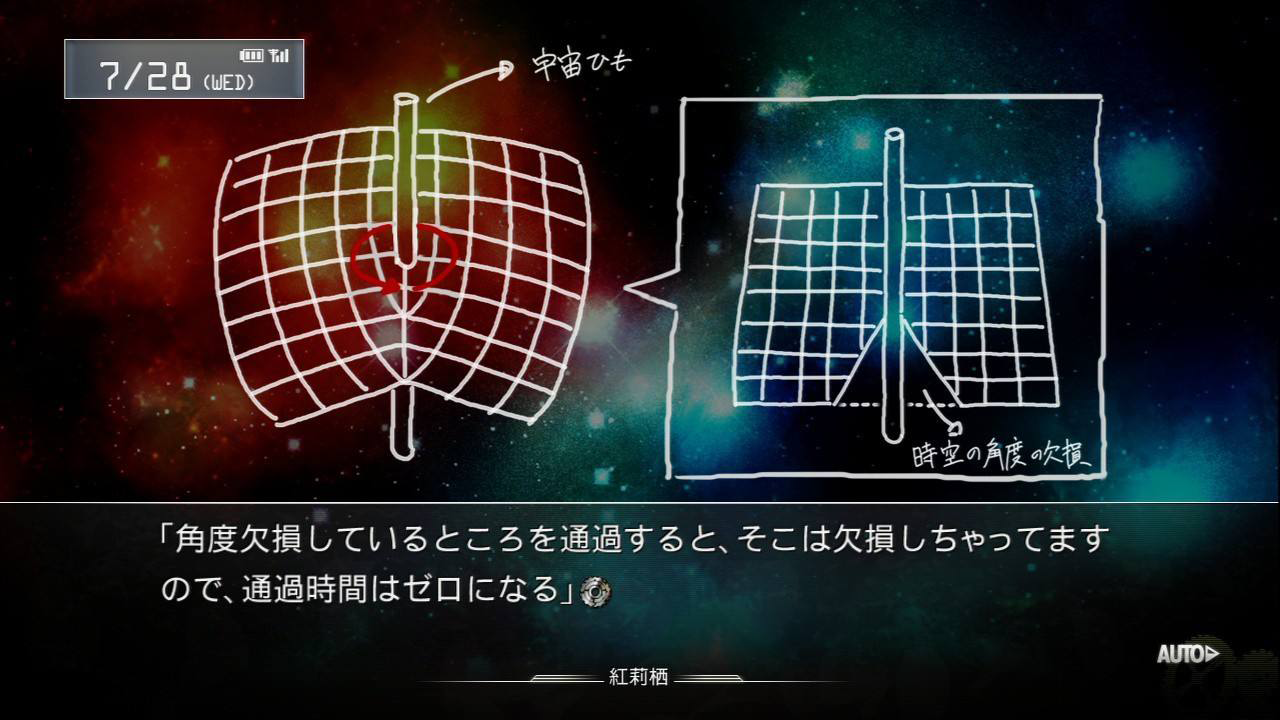 7/28 (WED)
宇宙ひも
時空の角度の欠損
「角度欠損しているところを通過すると、そこは欠損しちゃってます
ので、通過時間はゼロになる」
AUTO
紅莉栖